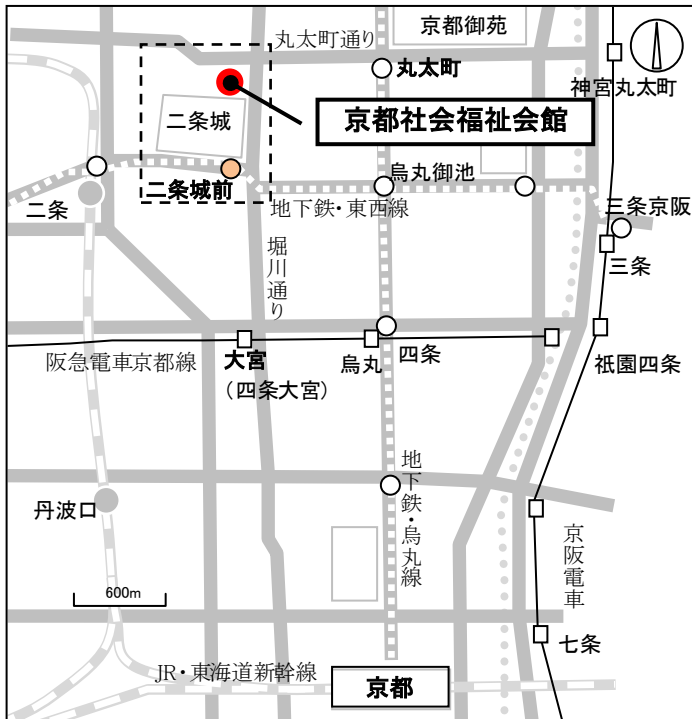 京都御苑
丸太町通り
丸太町
神宮丸太町
京都社会福祉会館
二条城
烏丸御池
二条城前
二条
地下鉄・東西線
三条京阪
三条
堀川通り
阪急電車京都線
大宮
(四条大宮)
烏丸
四条
祇園四条
地下鉄・烏丸線
丹波口
京阪電車
600m
七条
JR・東海道新幹線
京都